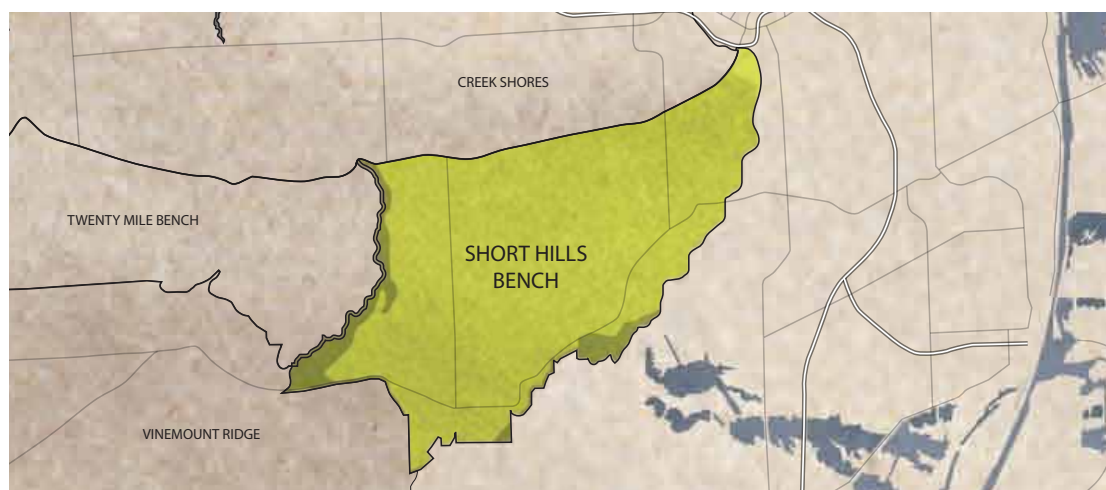 CREEK SHORES
TWENTY MILE BENCH
SHORT HILLS
BENCH
VINEMOUNT RIDGE